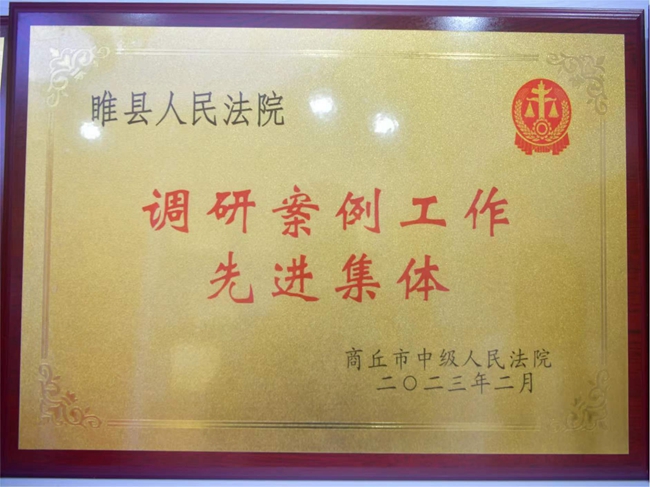 睢县人民法院
调研案例工作
先进集体
商丘市中级人民法院
二〇二三年二月